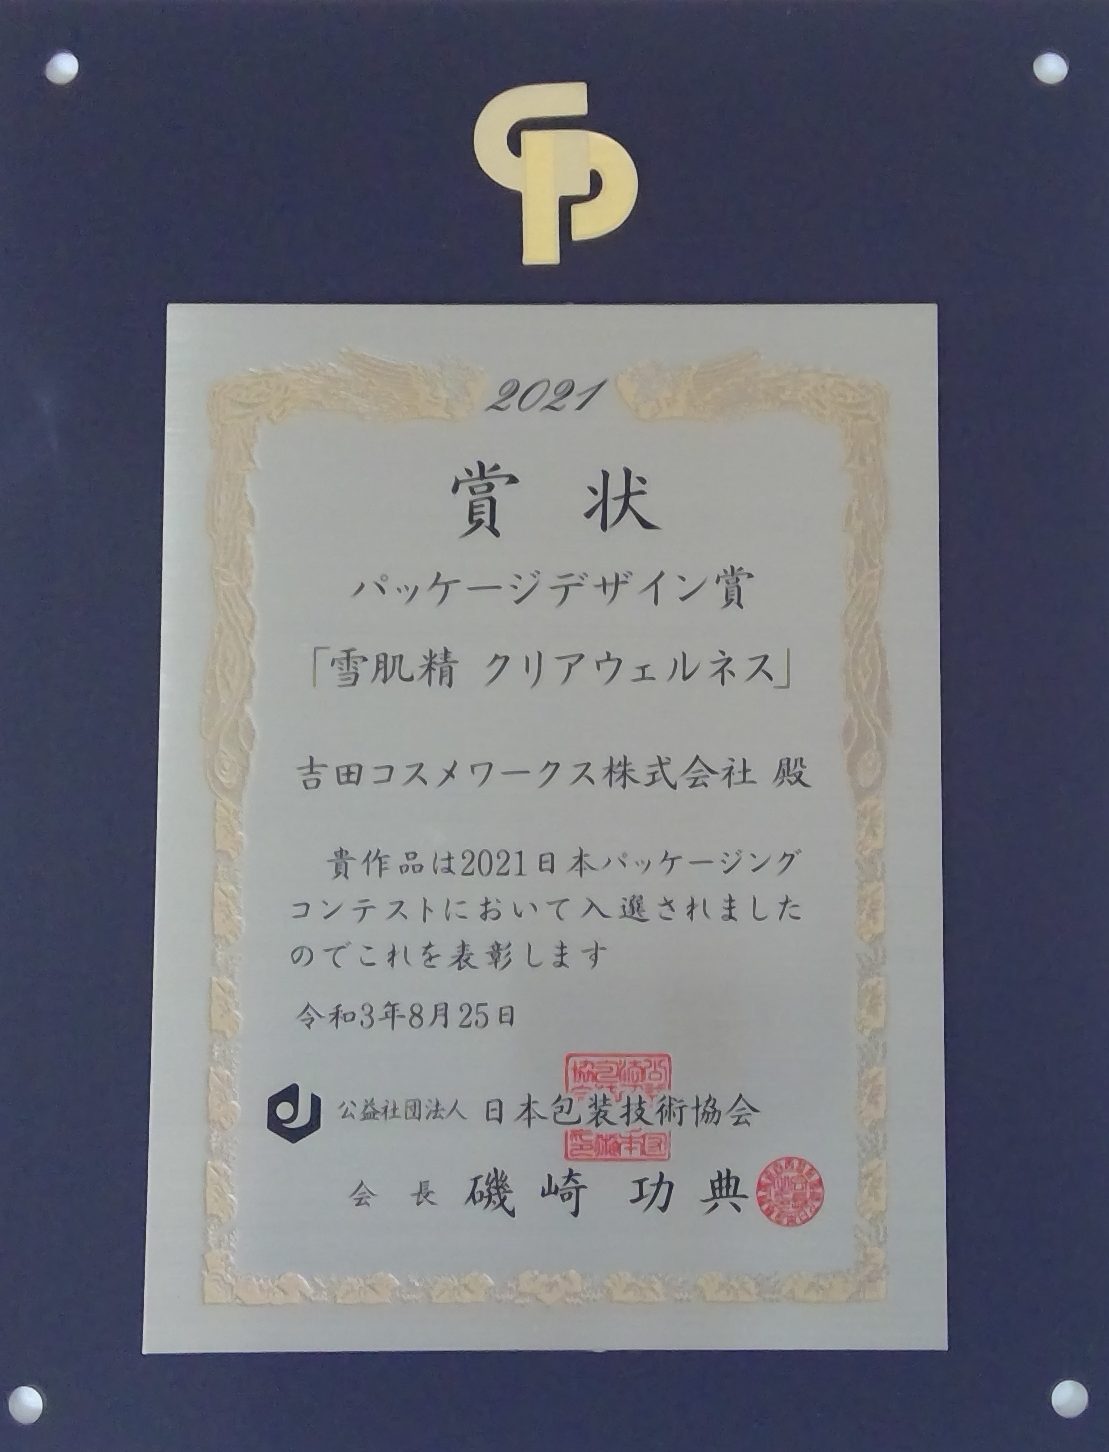 2021
賞状
パッケージデザイン賞
「雪肌精 クリアウェルネス」
吉田コスメワークス株式会社 殿
貴作品は2021日本パッケージング
コンテストにおいて入選されました
のでこれを表彰します
令和3年8月25日
公益社団法人 日本包装技術協会
会長 磯崎 功典